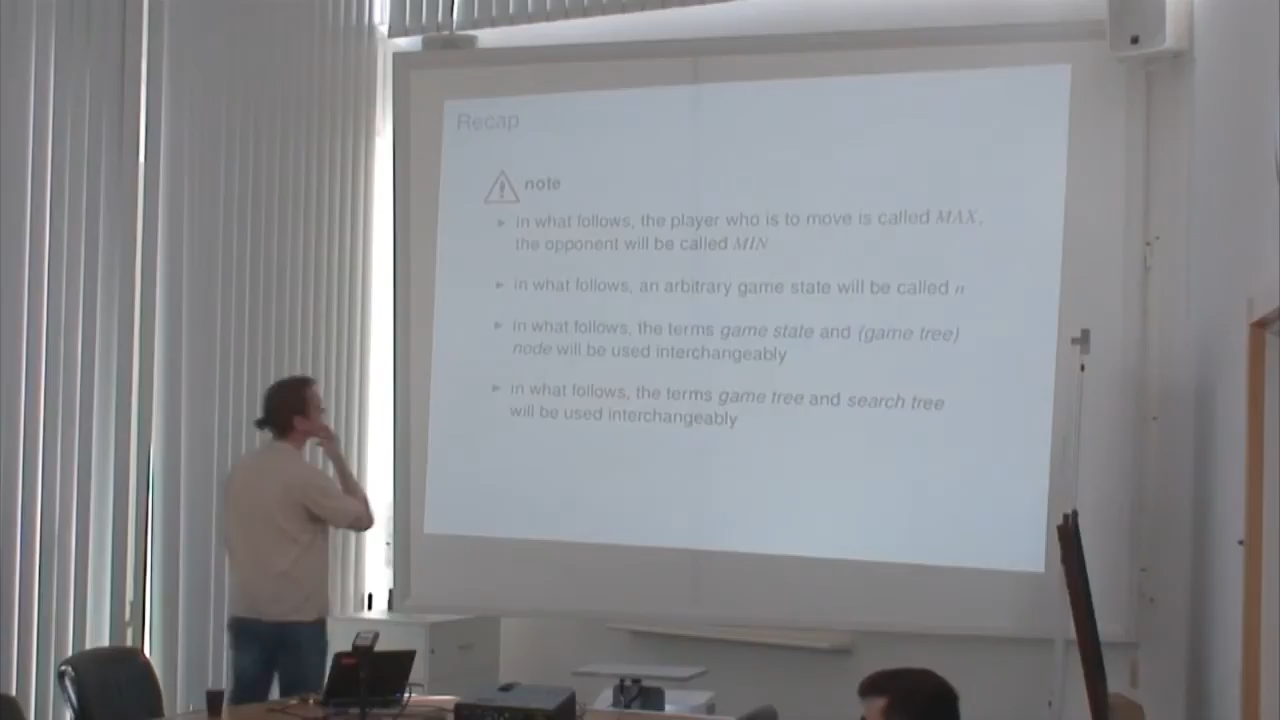 Recap
note
in what follows, the player who is to move is called MAX,
the opponent will be called MIN
in what follows, an arbitrary game state will be called n
in what follows, the terms game state and (game tree)
node will be used interchangeably
in what follows, the terms game tree and search tree
will be used interchangeably